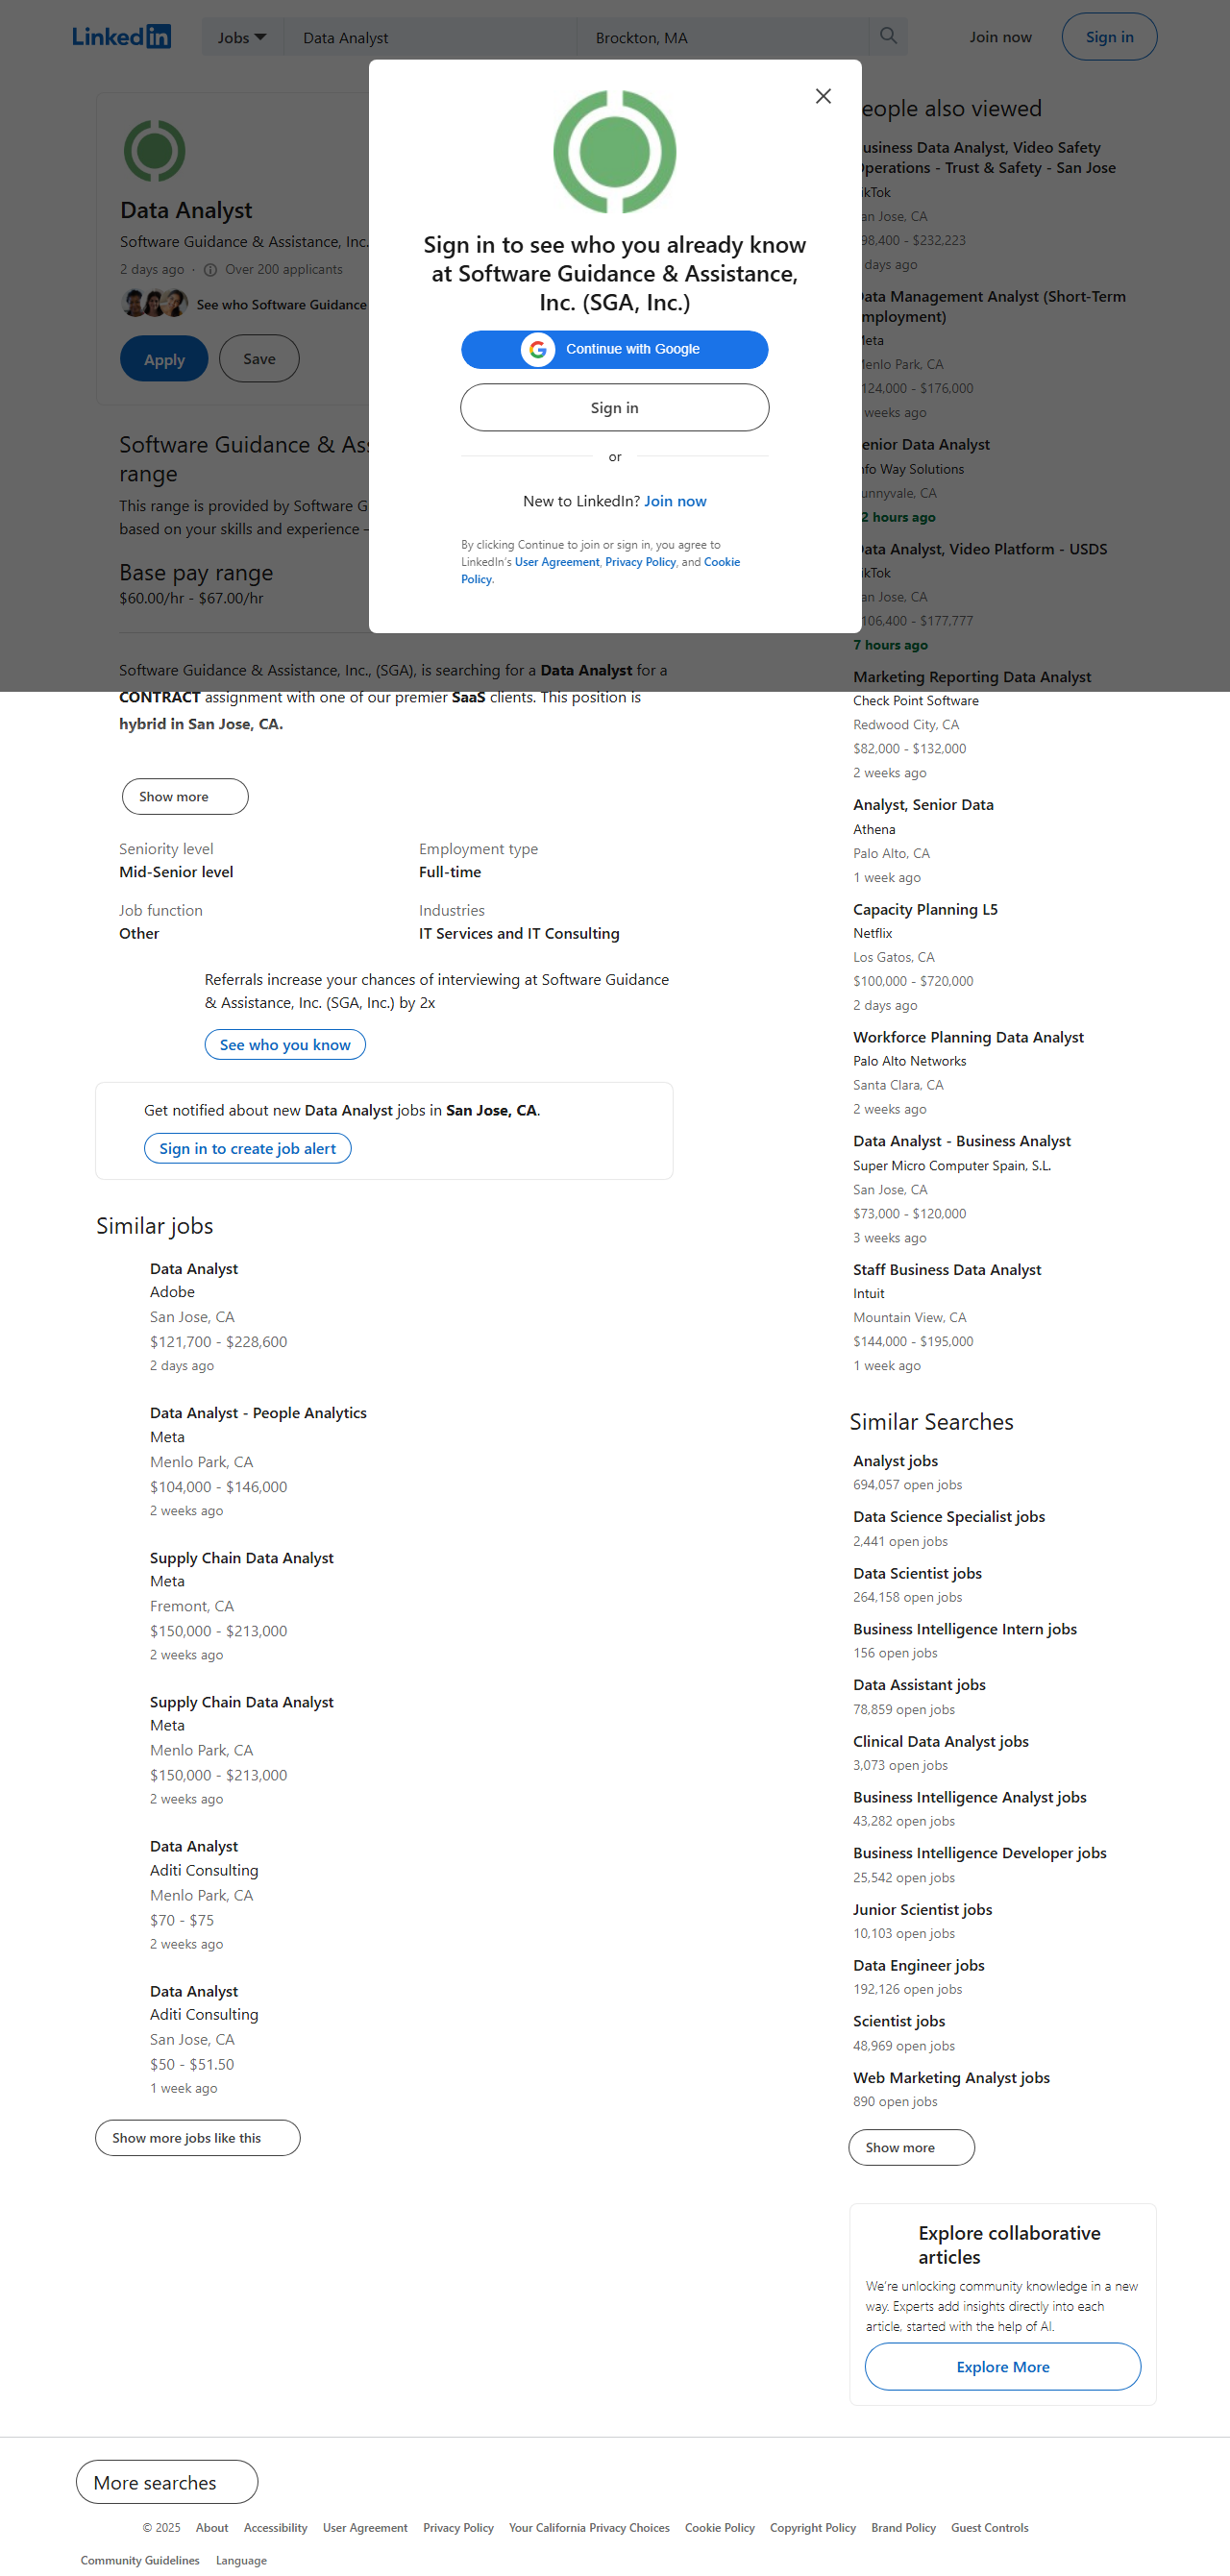 LinkedIn
Jobs
Data Analyst
Brockton, MA
Join now
Sign in
Data Analyst
Software Guidance & Assistance, Inc.
2 days ago · Over 200 applicants
See who Software Guidance
Apply
Save
Software Guidance &
range
This range is provided by Software
based on your skills and experience –
Base pay range
$60.00/hr - $67.00/hr
Sign in to see who you already know
at Software Guidance & Assistance,
Inc. (SGA, Inc.)
Continue with Google
Sign in
or
New to LinkedIn? Join now
By clicking Continue to join or sign in, you agree to
LinkedIn's User Agreement, Privacy Policy, and Cookie
Policy.
Software Guidance & Assistance, Inc., (SGA), is searching for a Data Analyst for a
CONTRACT assignment with one of our premier SaaS clients. This position is
hybrid in San Jose, CA.
Show more
Seniority level
Mid-Senior level
Employment type
Full-time
Job function
Other
Industries
IT Services and IT Consulting
Referrals increase your chances of interviewing at Software Guidance
& Assistance, Inc. (SGA, Inc.) by 2x
See who you know
Get notified about new Data Analyst jobs in San Jose, CA.
Sign in to create job alert
Similar jobs
Data Analyst
Adobe
San Jose, CA
$121,700 - $228,600
2 days ago
Data Analyst - People Analytics
Meta
Menlo Park, CA
$104,000 - $146,000
2 weeks ago
Supply Chain Data Analyst
Meta
Fremont, CA
$150,000 - $213,000
2 weeks ago
Supply Chain Data Analyst
Meta
Menlo Park, CA
$150,000 - $213,000
2 weeks ago
Data Analyst
Aditi Consulting
Menlo Park, CA
$70 - $75
2 weeks ago
Data Analyst
Aditi Consulting
San Jose, CA
$50 - $51.50
1 week ago
Show more jobs like this
eople also viewed
usiness Data Analyst, Video Safety
perations - Trust & Safety - San Jose
kTok
an Jose, CA
98,400 - $232,223
days ago
ata Management Analyst (Short-Term
mployment)
eta
enlo Park, CA
124,000 - $176,000
weeks ago
enior Data Analyst
nfo Way Solutions
unnyvale, CA
2 hours ago
ata Analyst, Video Platform - USDS
kTok
an Jose, CA
106,400 - $177,777
7 hours ago
Marketing Reporting Data Analyst
Check Point Software
Redwood City, CA
$82,000 - $132,000
2 weeks ago
Analyst, Senior Data
Athena
Palo Alto, CA
1 week ago
Capacity Planning L5
Netflix
Los Gatos, CA
$100,000 - $720,000
2 days ago
Workforce Planning Data Analyst
Palo Alto Networks
Santa Clara, CA
2 weeks ago
Data Analyst - Business Analyst
Super Micro Computer Spain, S.L.
San Jose, CA
$73,000 - $120,000
3 weeks ago
Staff Business Data Analyst
Intuit
Mountain View, CA
$144,000 - $195,000
1 week ago
Similar Searches
Analyst jobs
694,057 open jobs
Data Science Specialist jobs
2,441 open jobs
Data Scientist jobs
264,158 open jobs
Business Intelligence Intern jobs
156 open jobs
Data Assistant jobs
78,859 open jobs
Clinical Data Analyst jobs
3,073 open jobs
Business Intelligence Analyst jobs
43,282 open jobs
Business Intelligence Developer jobs
25,542 open jobs
Junior Scientist jobs
10,103 open jobs
Data Engineer jobs
192,126 open jobs
Scientist jobs
48,969 open jobs
Web Marketing Analyst jobs
890 open jobs
Show more
Explore collaborative
articles
We're unlocking community knowledge in a new
way. Experts add insights directly into each
article, started with the help of AI.
Explore More
More searches
© 2025 About Accessibility User Agreement Privacy Policy Your California Privacy Choices Cookie Policy Copyright Policy Brand Policy Guest Controls
Community Guidelines Language